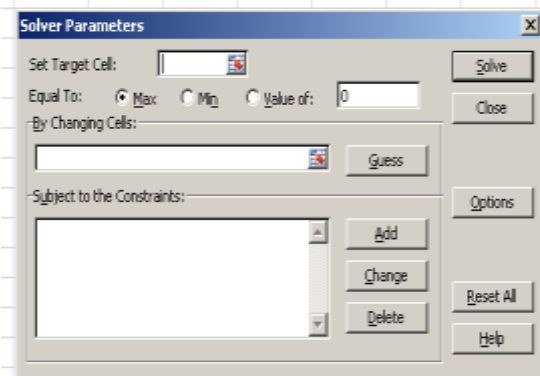 Solver Parameters
Set Target Cell:
Solve
Equal To: Max Min Value of: 0
Close
By Changing Cells:
Guess
Subject to the Constraints:
Options
Add
Change
Reset All
Delete
Help